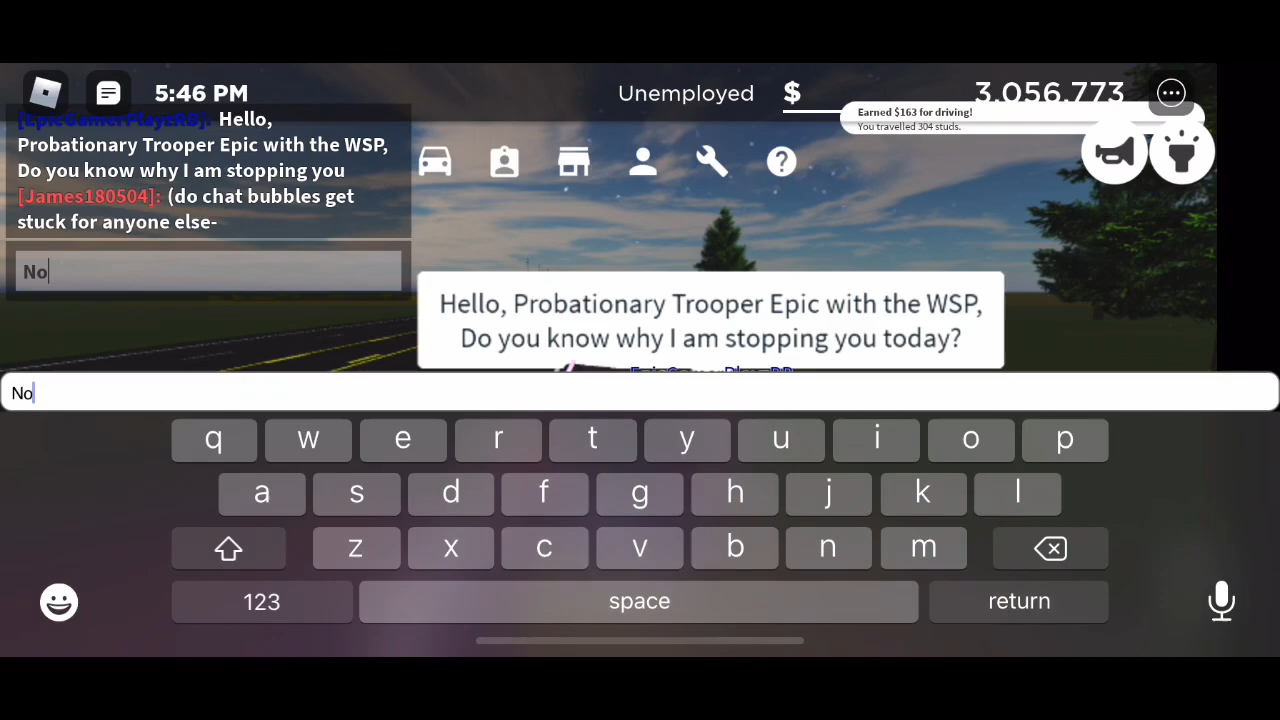 5:46 PM
Unemployed
$
3,056,773
Earned $163 for driving!
You travelled 304 studs.
[EpicGamerPlayzRB]: Hello,
Probationary Trooper Epic with the WSP,
Do you know why I am stopping you
[James180504]: (do chat bubbles get
stuck for anyone else-
No
Hello, Probationary Trooper Epic with the WSP,
Do you know why I am stopping you today?
EpicGamerPlayzRB
No
q w e r t y u i o p
a s d f g h j k l
z x c v b n m
123 space return